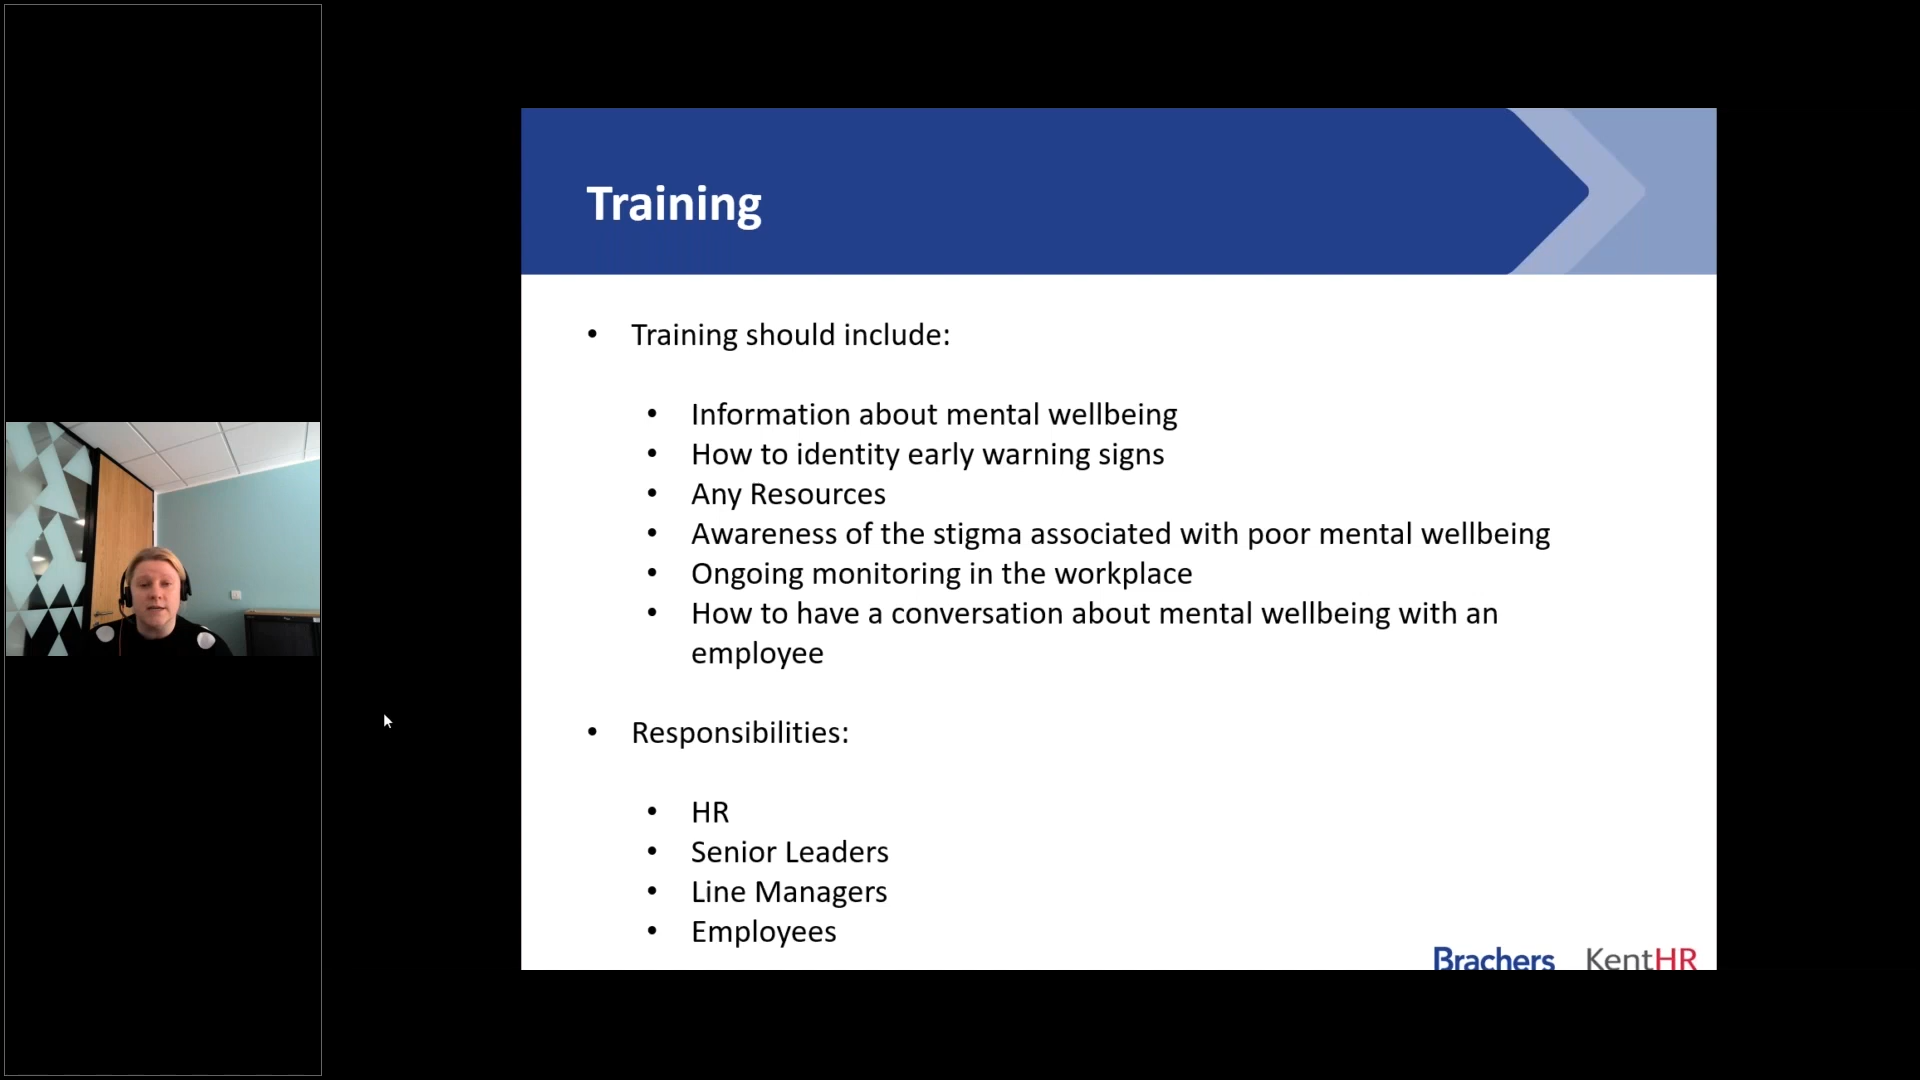 Training
• Training should include:
• Information about mental wellbeing
• How to identity early warning signs
• Any Resources
• Awareness of the stigma associated with poor mental wellbeing
• Ongoing monitoring in the workplace
• How to have a conversation about mental wellbeing with an
employee
• Responsibilities:
• HR
• Senior Leaders
• Line Managers
• Employees
Brachers KentHR